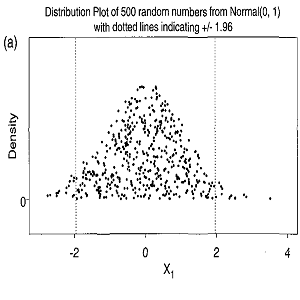 Distribution Plot of 500 random numbers from Normal(0, 1)
with dotted lines indicating +/- 1.96
(a)
Density
0
-2 0 2 4
X1